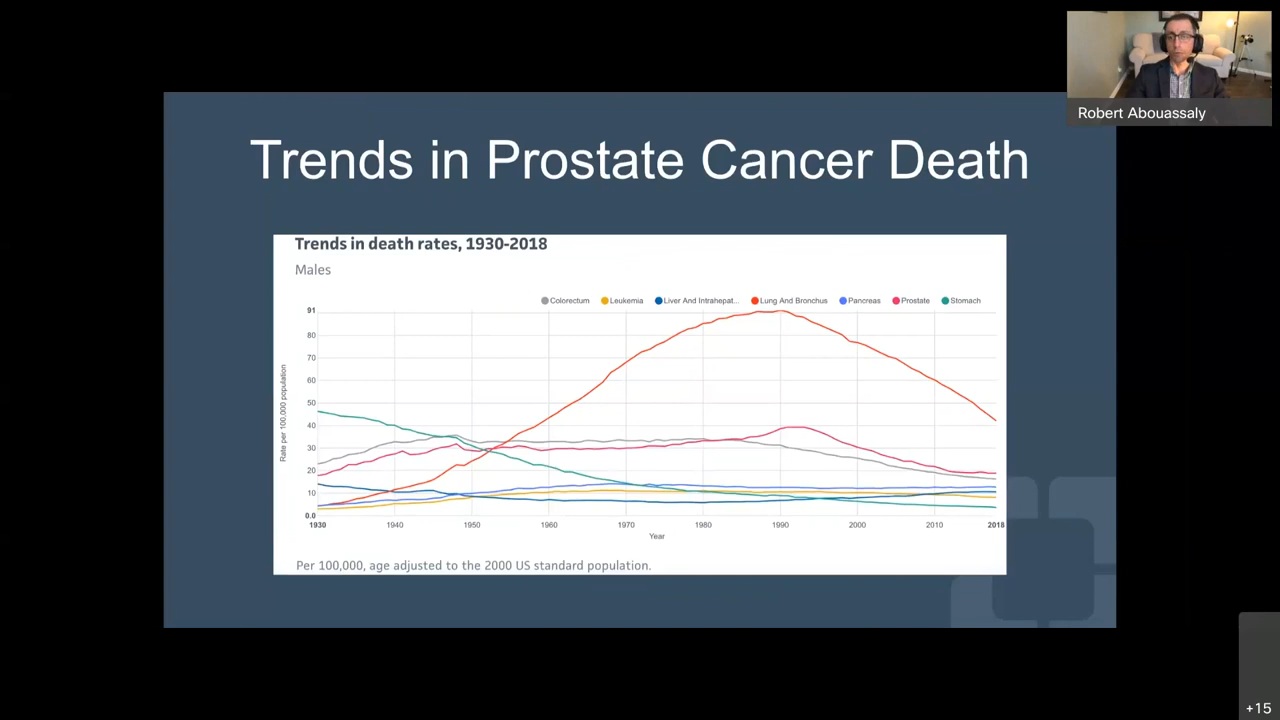 Robert Abouassaly
Trends in Prostate Cancer Death
Trends in death rates, 1930-2018
Males
Colorectum Leukemia Liver And Intrahepat... Lung And Bronchus Pancreas Prostate Stomach
91
80
70
60
50
40
30
20
10
0.0
Rate per 100,000 population
1930 1940 1950 1960 1970 1980 1990 2000 2010 2018
Year
Per 100,000, age adjusted to the 2000 US standard population.
+15